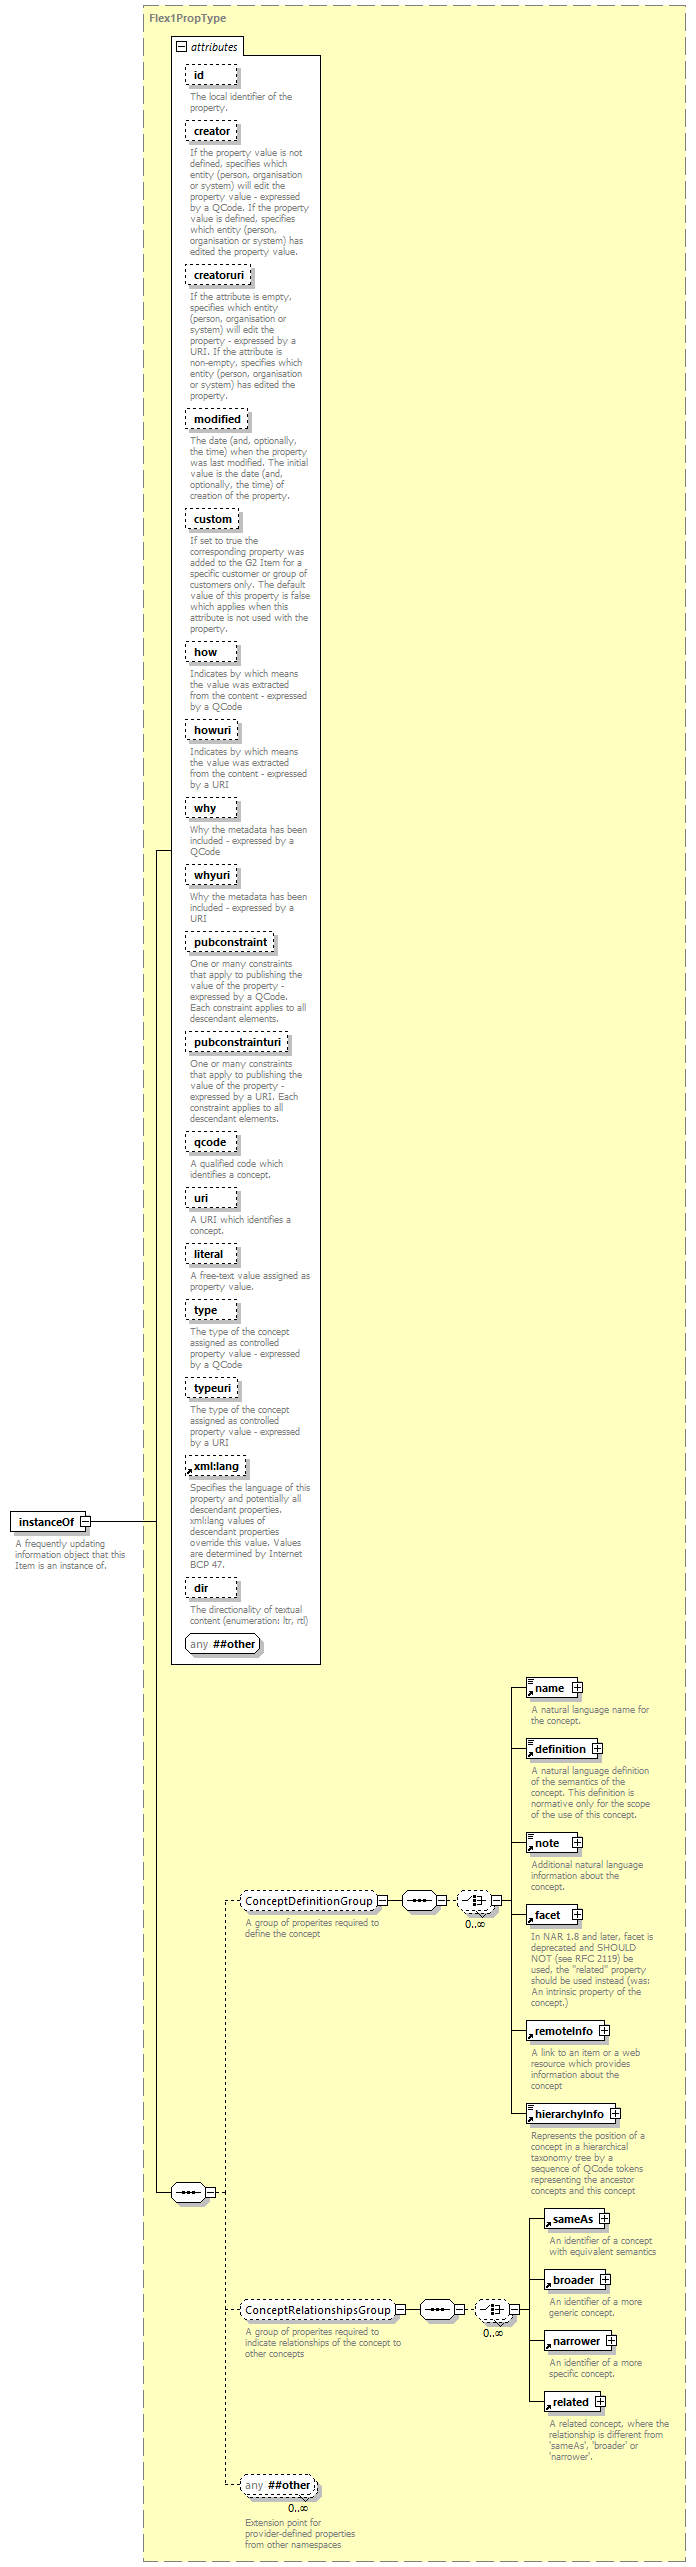 Flex1PropType
attributes
id
The local identifier of the
property.
creator
If the property value is not
defined, specifies which
entity (person, organisation
or system) will edit the
property value - expressed
by a QCode. If the property
value is defined, specifies
which entity (person,
organisation or system) has
edited the property value.
creatoruri
If the attribute is empty,
specifies which entity
(person, organisation or
system) will edit the
property - expressed by a
URI. If the attribute is
non-empty, specifies which
entity (person, organisation
or system) has edited the
property.
modified
The date (and, optionally,
the time) when the property
was last modified. The initial
value is the date (and,
optionally, the time) of
creation of the property.
custom
If set to true the
corresponding property was
added to the G2 Item for a
specific customer or group of
customers only. The default
value of this property is false
which applies when this
attribute is not used with the
property.
how
Indicates by which means
the value was extracted
from the content - expressed
by a QCode
howuri
Indicates by which means
the value was extracted
from the content - expressed
by a URI
why
Why the metadata has been
included - expressed by a
QCode
whyuri
Why the metadata has been
included - expressed by a
URI
pubconstraint
One or many constraints
that apply to publishing the
value of the property -
expressed by a QCode.
Each constraint applies to all
descendant elements.
pubconstrainturi
One or many constraints
that apply to publishing the
value of the property -
expressed by a URI. Each
constraint applies to all
descendant elements.
qcode
A qualified code which
identifies a concept.
uri
A URI which identifies a
concept.
literal
A free-text value assigned as
property value.
type
The type of the concept
assigned as controlled
property value - expressed
by a QCode
typeuri
The type of the concept
assigned as controlled
property value - expressed
by a URI
xml:lang
Specifies the language of this
property and potentially all
descendant properties.
xml:lang values of
descendant properties
override this value. Values
are determined by Internet
BCP 47.
dir
The directionality of textual
content (enumeration: ltr, rtl)
any ##other
instanceOf
A frequently updating
information object that this
Item is an instance of.
name
A natural language name for
the concept.
definition
A natural language definition
of the semantics of the
concept. This definition is
normative only for the scope
of the use of this concept.
note
Additional natural language
information about the
concept.
ConceptDefinitionGroup
0..∞
A group of properites required to
define the concept
facet
In NAR 1.8 and later, facet is
deprecated and SHOULD
NOT (see RFC 2119) be
used, the "related" property
should be used instead (was:
An intrinsic property of the
concept.)
remoteInfo
A link to an item or a web
resource which provides
information about the
concept
hierarchyInfo
Represents the position of a
concept in a hierarchical
taxonomy tree by a
sequence of QCode tokens
representing the ancestor
concepts and this concept
sameAs
An identifier of a concept
with equivalent semantics
broader
An identifier of a more
generic concept.
ConceptRelationshipsGroup
0..∞
A group of properites required to
indicate relationships of the concept to
other concepts
narrower
An identifier of a more
specific concept.
related
A related concept, where the
relationship is different from
'sameAs', 'broader' or
'narrower'.
any ##other
0..∞
Extension point for
provider-defined properties
from other namespaces